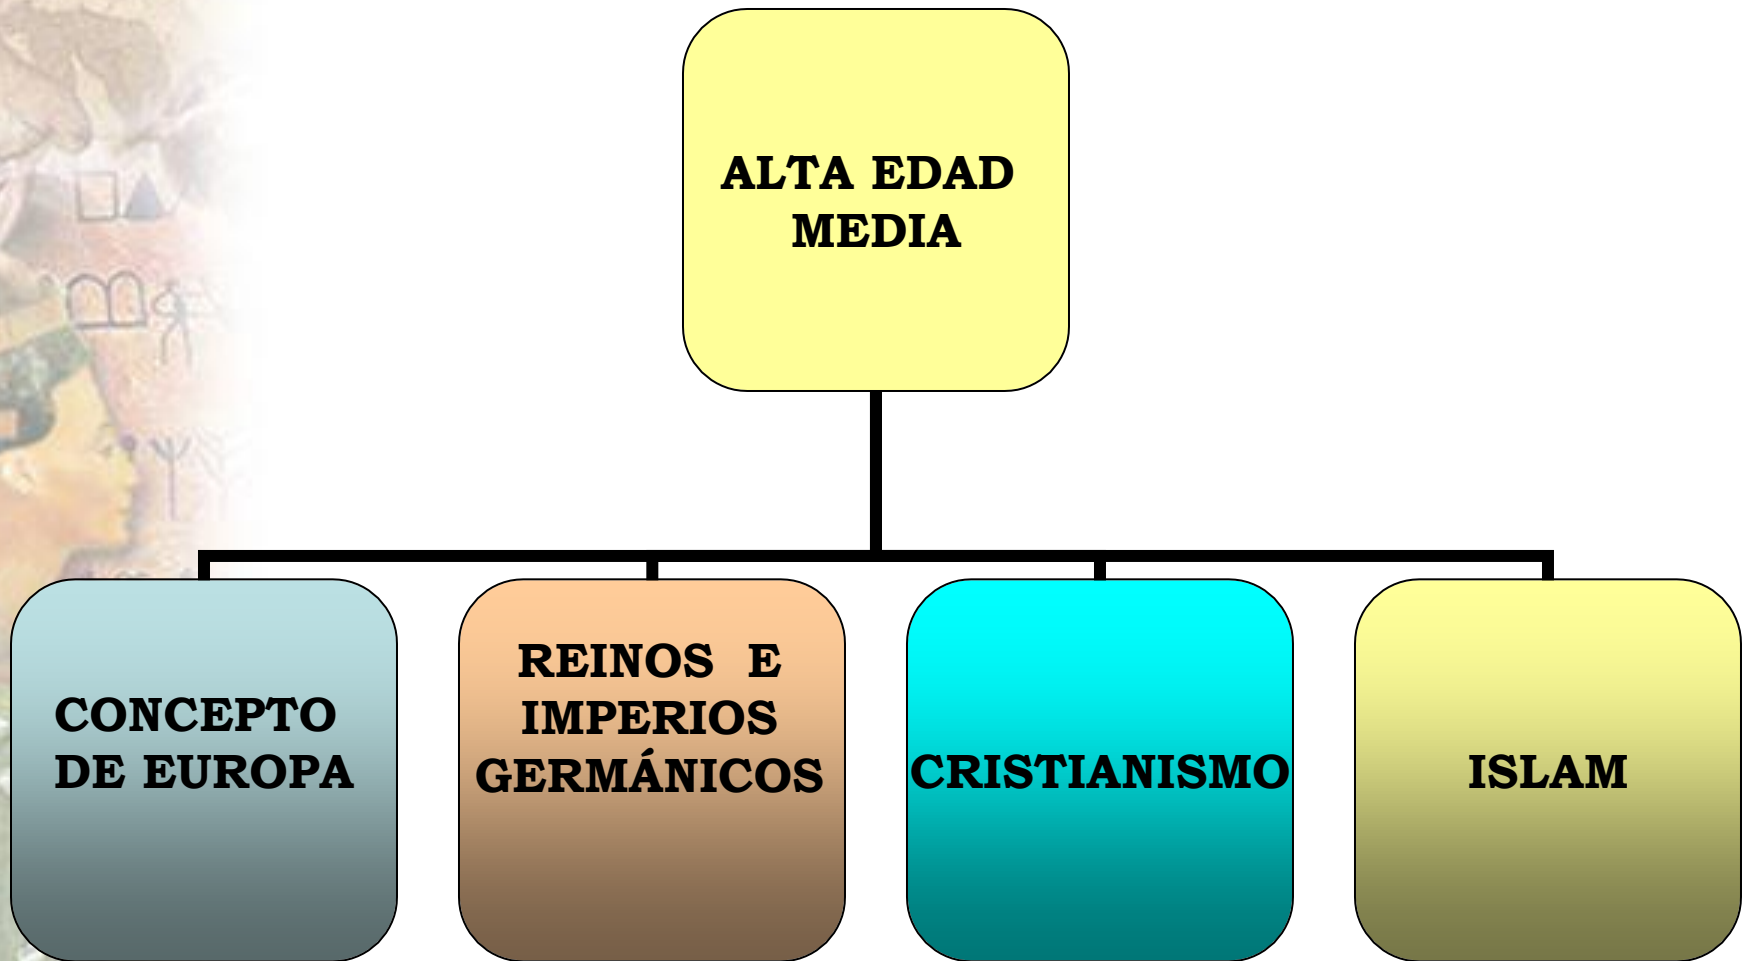 ALTA EDAD
MEDIA
CONCEPTO
DE EUROPA
REINOS E
IMPERIOS
GERMÁNICOS
CRISTIANISMO
ISLAM